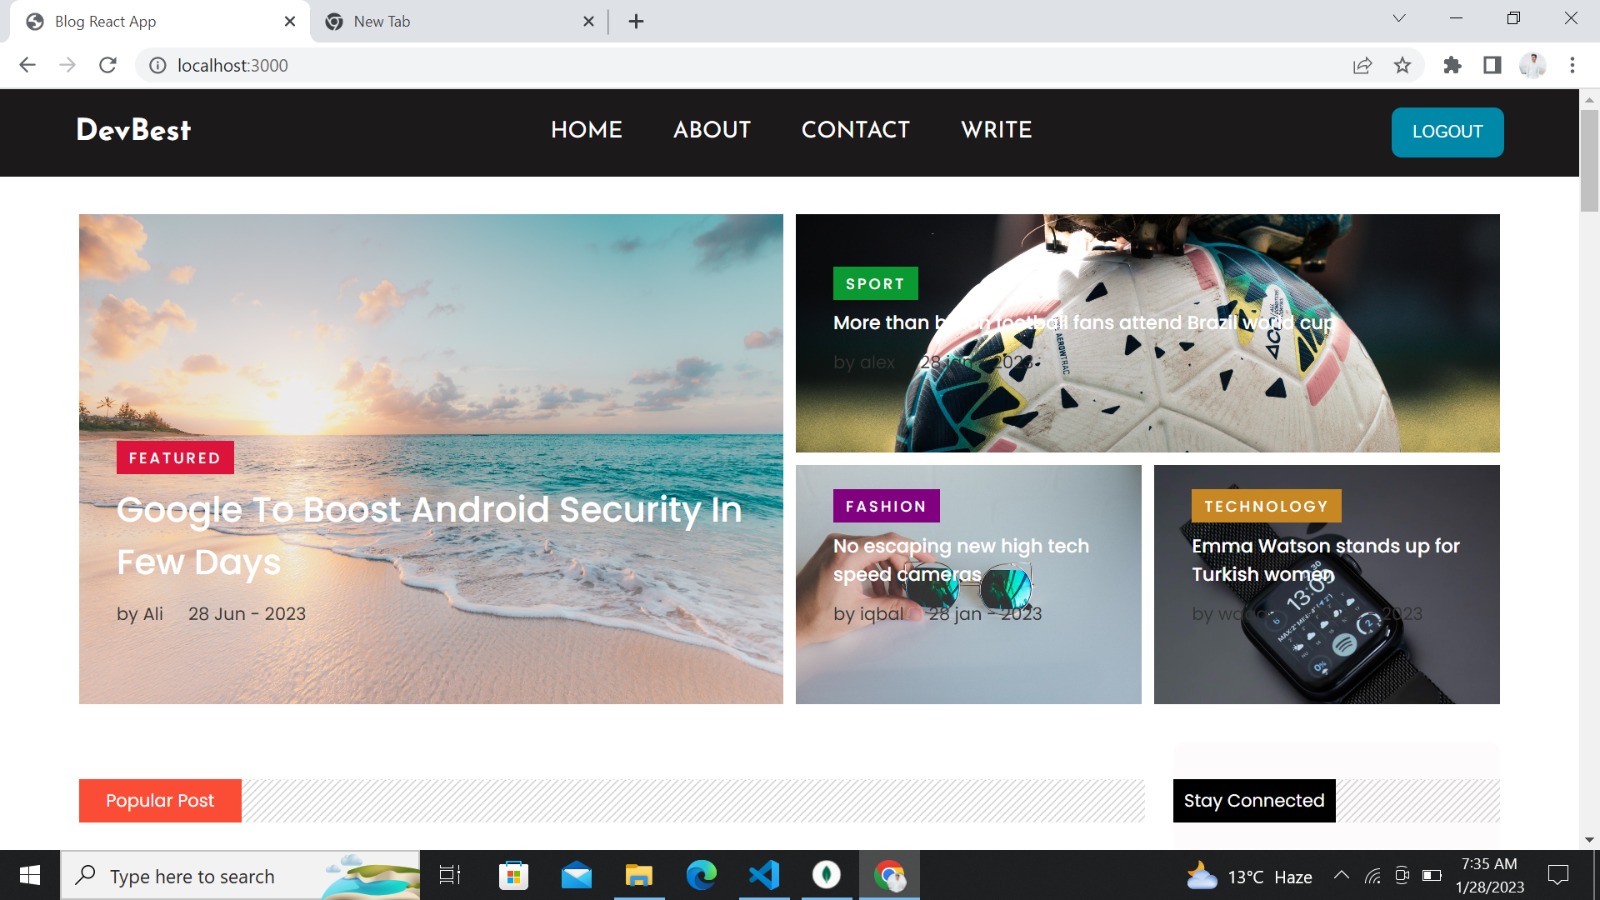 Blog React App
New Tab
localhost:3000
DevBest
HOME ABOUT CONTACT WRITE
LOGOUT
FEATURED
Google To Boost Android Security In
Few Days
by Ali 28 Jun - 2023
SPORT
More than football fans attend Brazil world cup
by alex 28 jan - 2023
FASHION
No escaping new high tech
speed cameras
by iqbal 28 jan - 2023
TECHNOLOGY
Emma Watson stands up for
Turkish women
by 2023
13:09
Popular Post
Stay Connected
Type here to search
13°C Haze
7:35 AM
1/28/2023